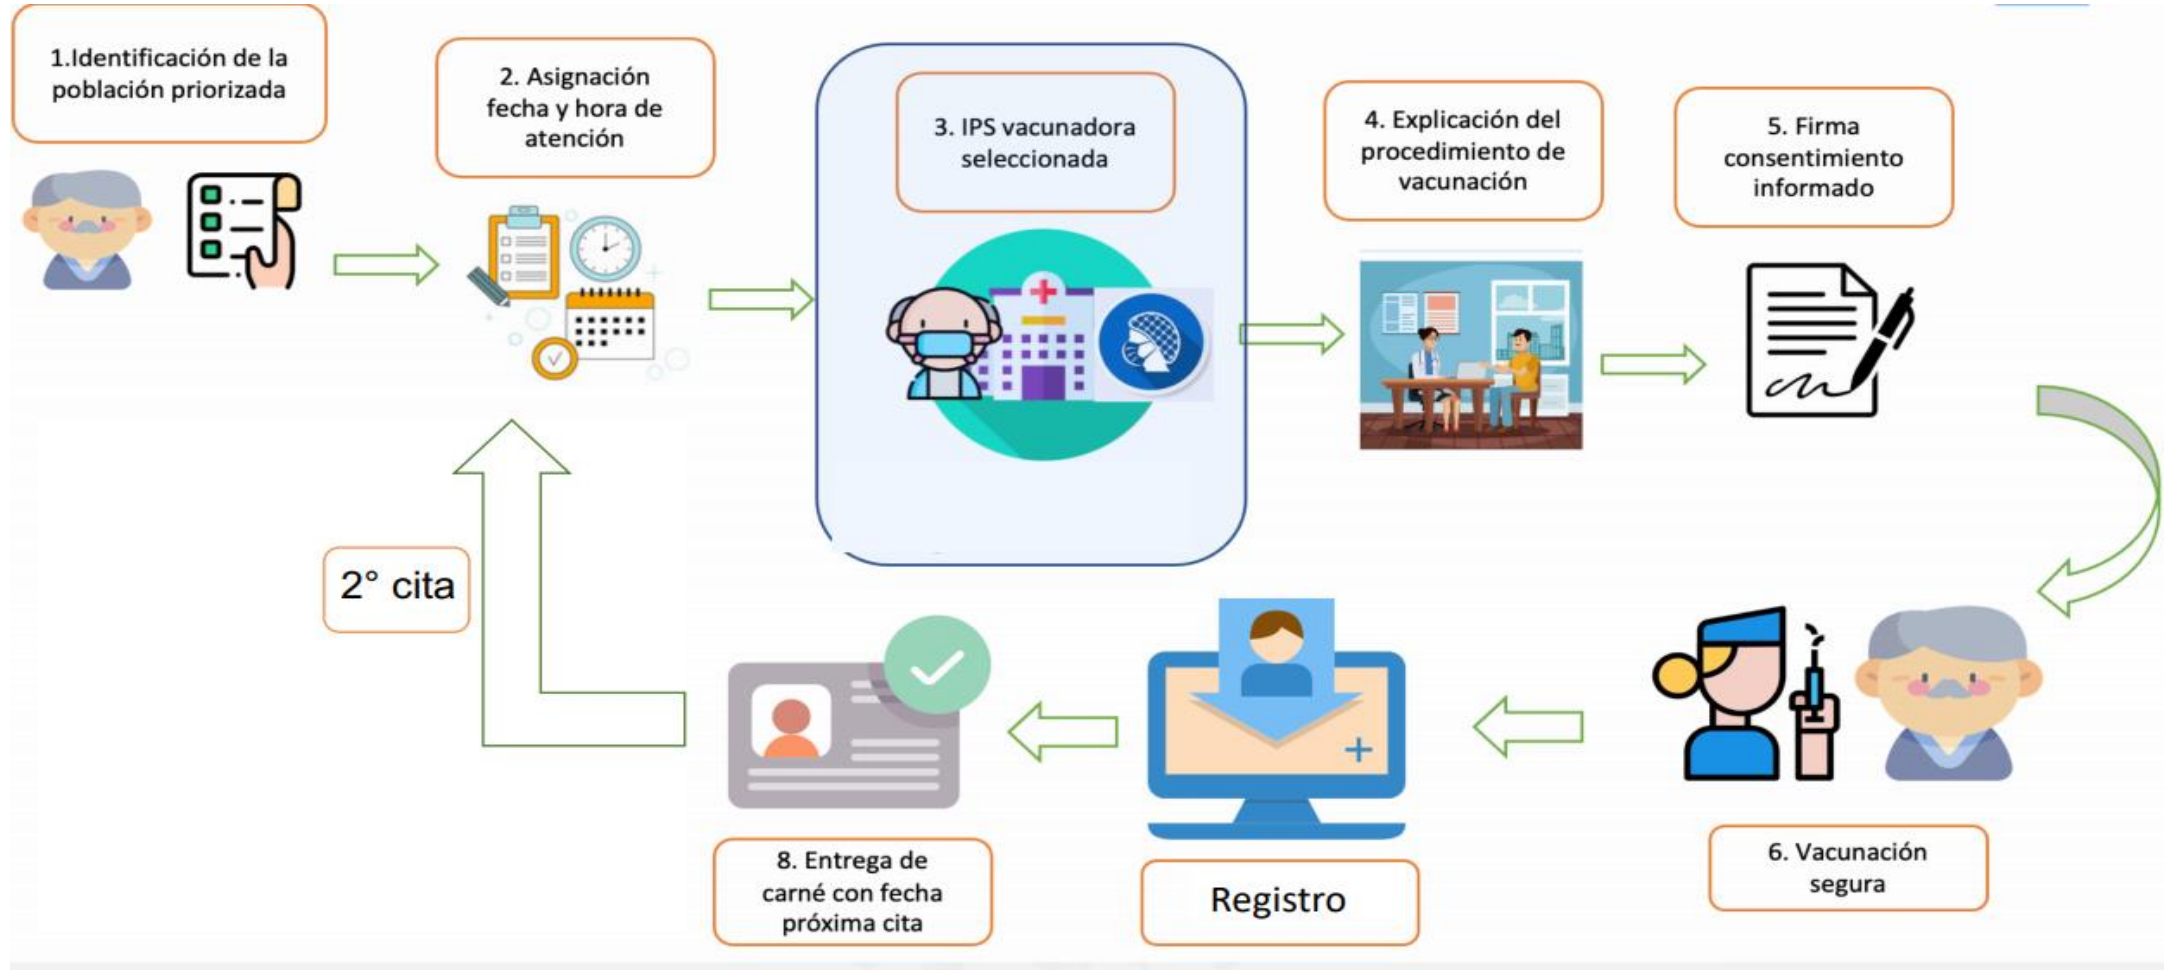 1.Identificación de la
población priorizada
2. Asignación
fecha y hora de
atención
3. IPS vacunadora
seleccionada
4. Explicación del
procedimiento de
vacunación
5. Firma
consentimiento
informado
2° cita
8. Entrega de
carné con fecha
próxima cita
Registro
6. Vacunación
segura